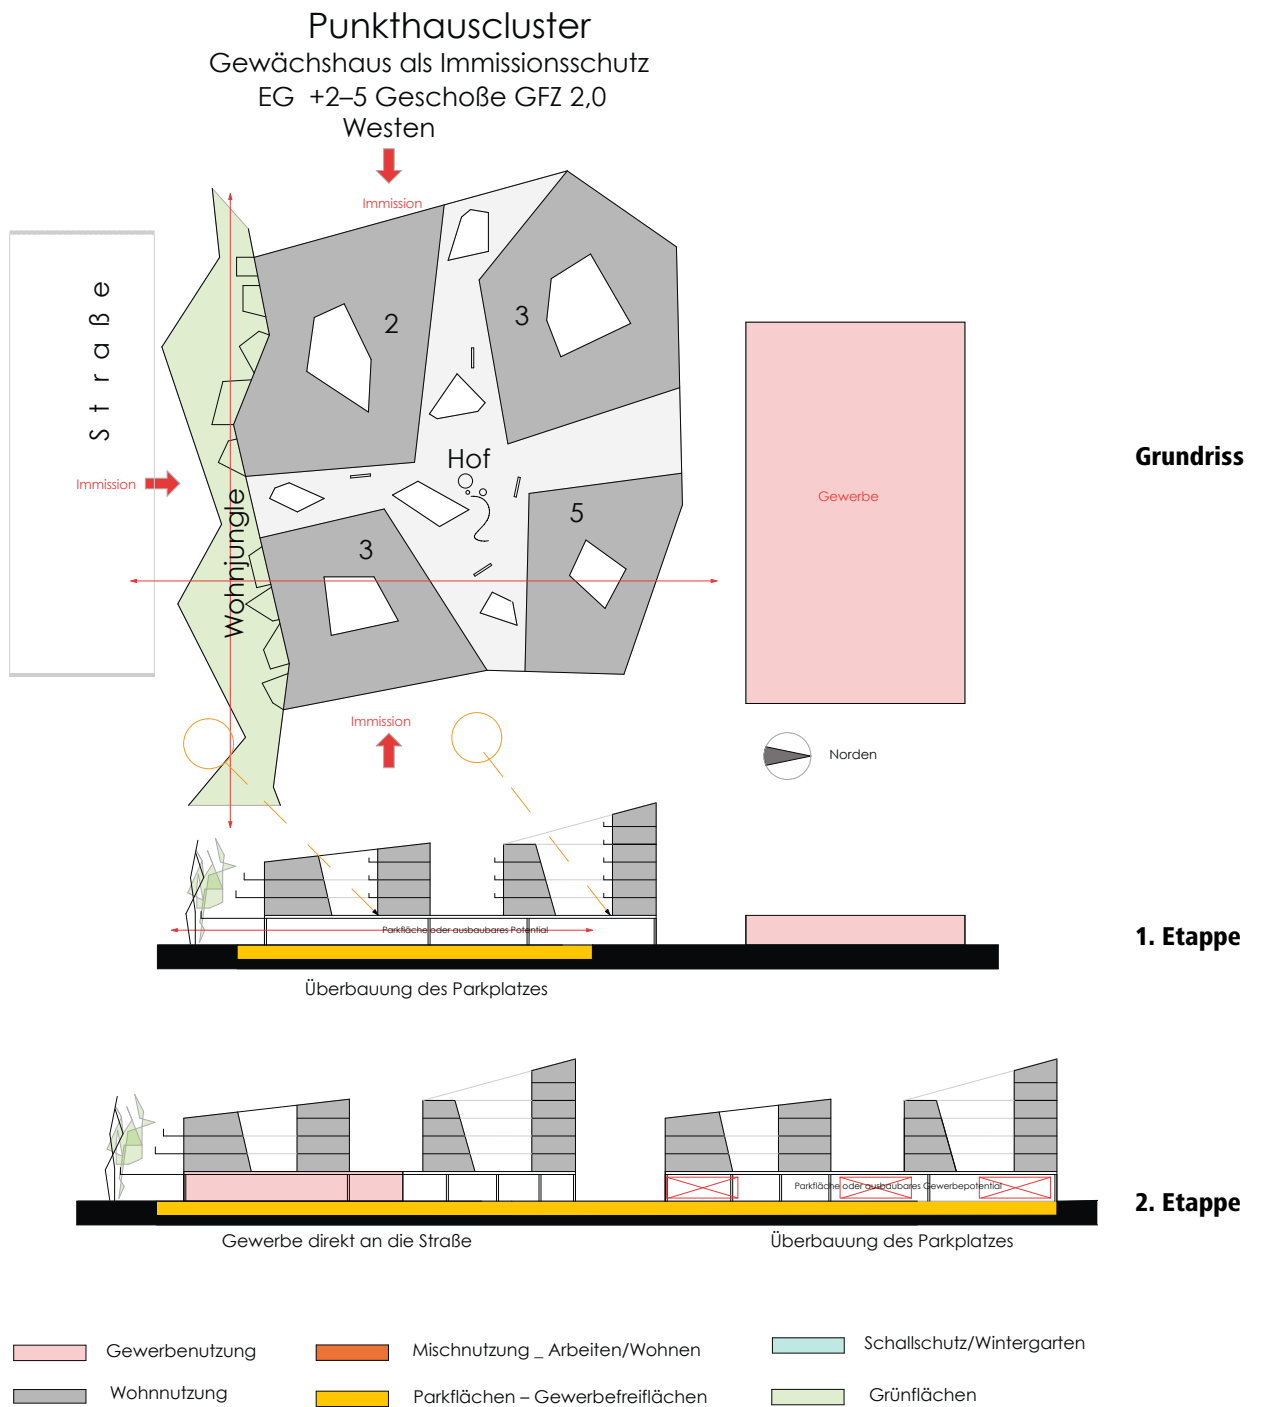 Punkthauscluster
Gewächshaus als Immissionsschutz
EG +2–5 Geschoße GFZ 2,0
Westen
Immission
Straße
2
3
Hof
Grundriss
Immission
Wohnjungle
Gewerbe
5
3
Immission
Norden
Parkfläche oder ausbaubares Potential
1. Etappe
Überbauung des Parkplatzes
Parkfläche oder ausbaubares Gewerbepotential
2. Etappe
Gewerbe direkt an die Straße
Überbauung des Parkplatzes
Gewerbenutzung
Mischnutzung _ Arbeiten/Wohnen
Schallschutz/Wintergarten
Wohnnutzung
Parkflächen – Gewerbefreiflächen
Grünflächen